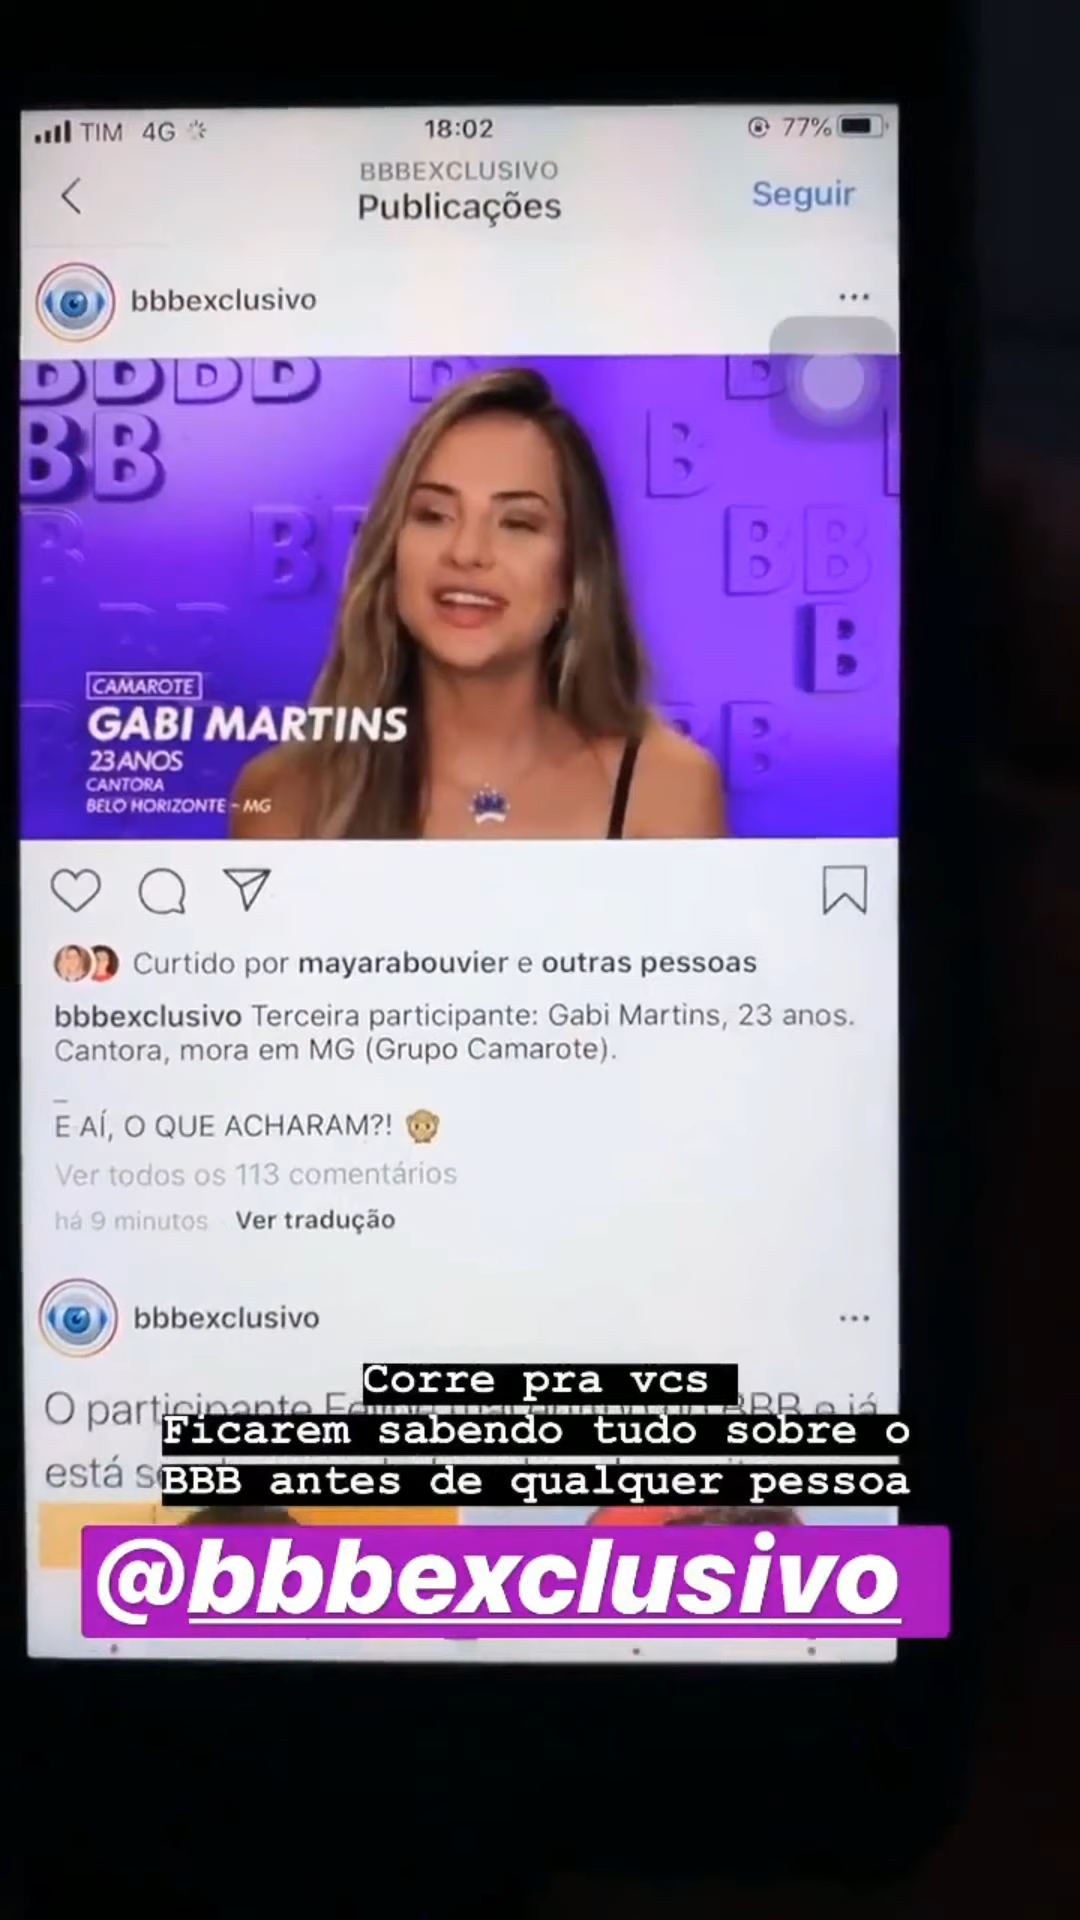 TIM 4G 18:02 77%
BBBEXCLUSIVO
Publicações
Seguir
bbbexclusivo
CAMAROTE
GABI MARTINS
23 ANOS
CANTORA
BELO HORIZONTE - MG
Curtido por mayarabouvier e outras pessoas
bbbexclusivo Terceira participante: Gabi Martins, 23 anos.
Cantora, mora em MG (Grupo Camarote).
_
E AÍ, O QUE ACHARAM?! 🐵
Ver todos os 113 comentários
há 9 minutos Ver tradução
bbbexclusivo
O participante BBB e já
está
Corre pra vcs
Ficarem sabendo tudo sobre o
BBB antes de qualquer pessoa
@bbbexclusivo